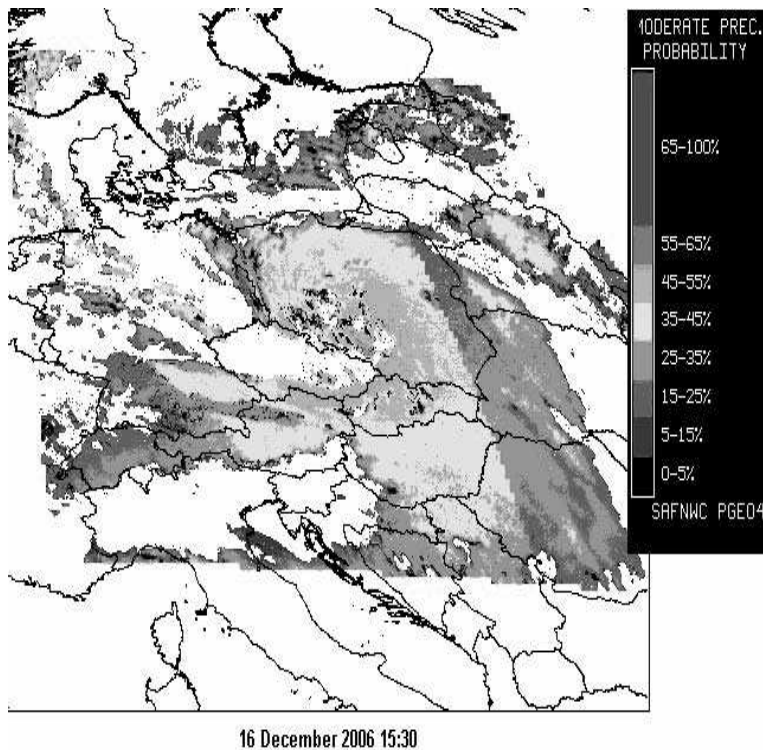 MODERATE PREC.
PROBABILITY
65-100%
55-65%
45-55%
35-45%
25-35%
15-25%
5-15%
0-5%
SAFNWC PGE04
16 December 2006 15:30